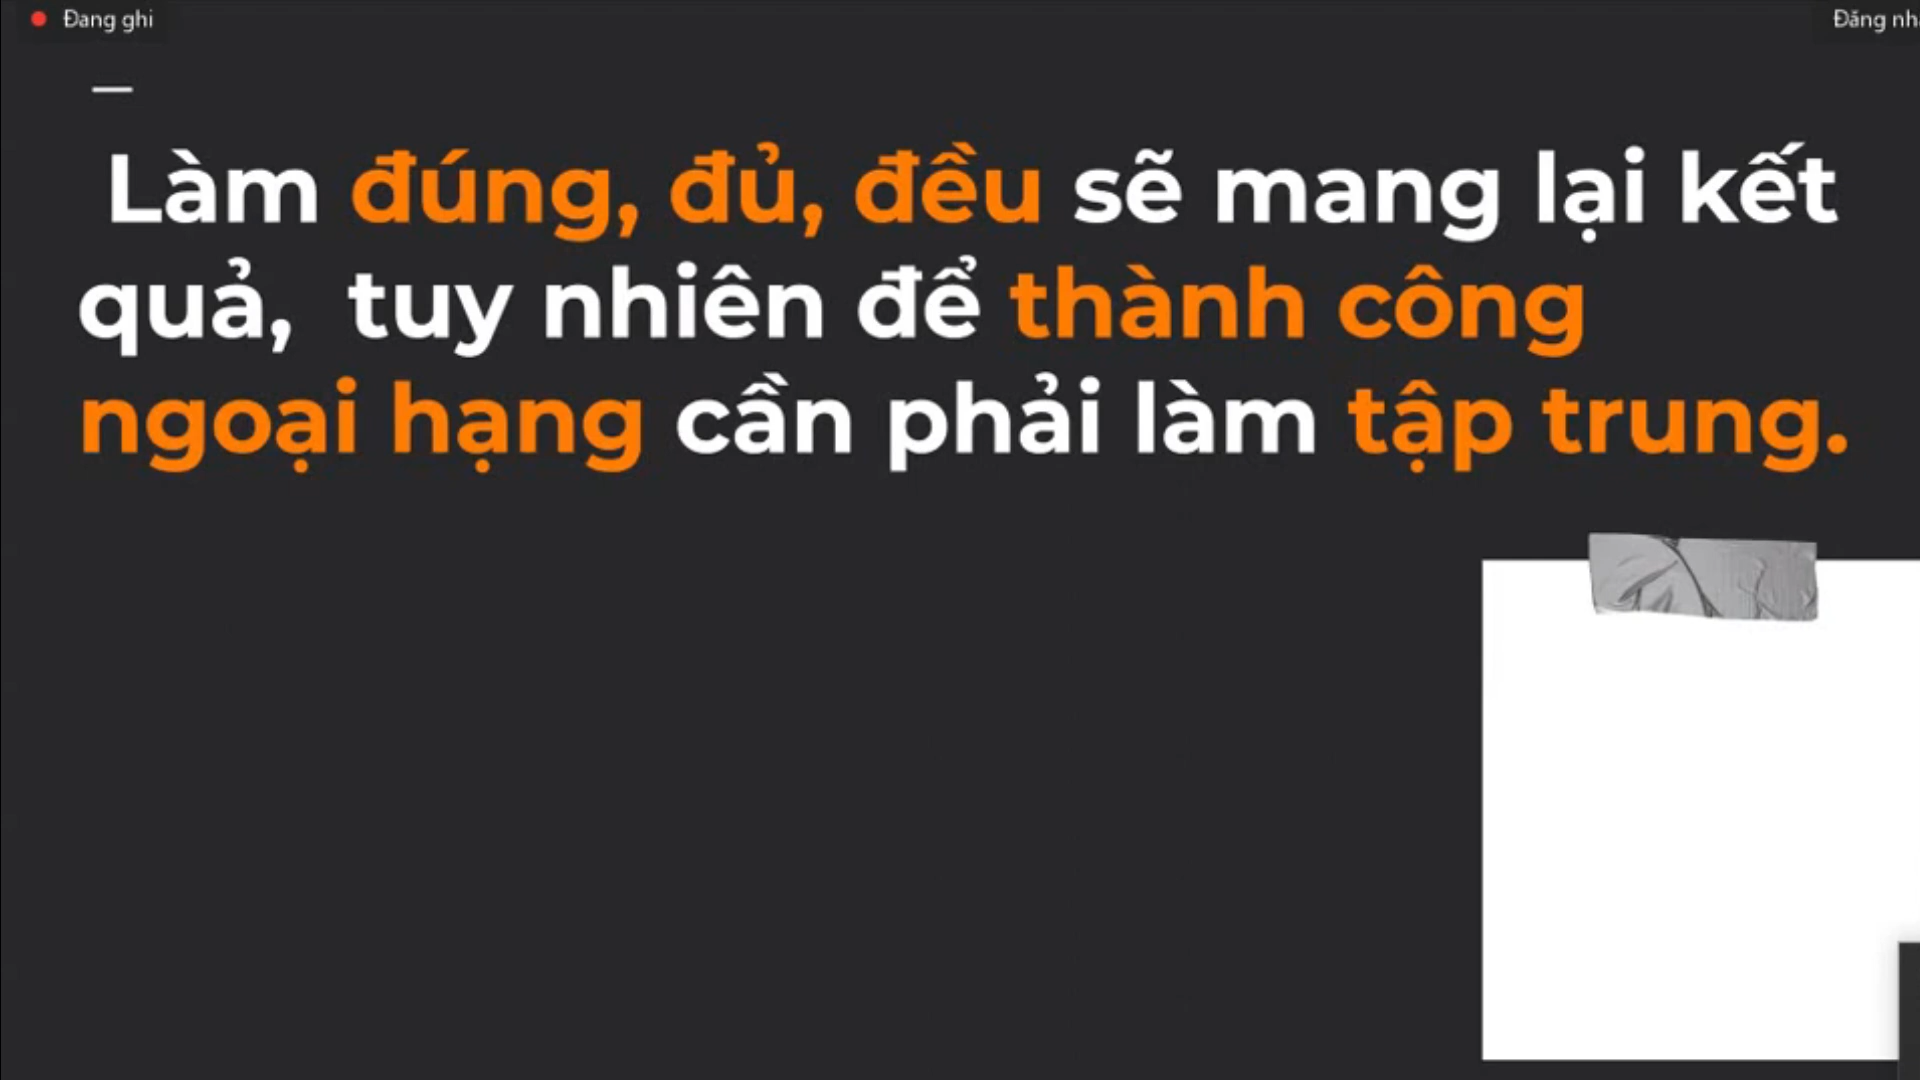 Đang ghi
Đăng
Làm đúng, đủ, đều sẽ mang lại kết
quả, tuy nhiên để thành công
ngoại hạng cần phải làm tập trung.